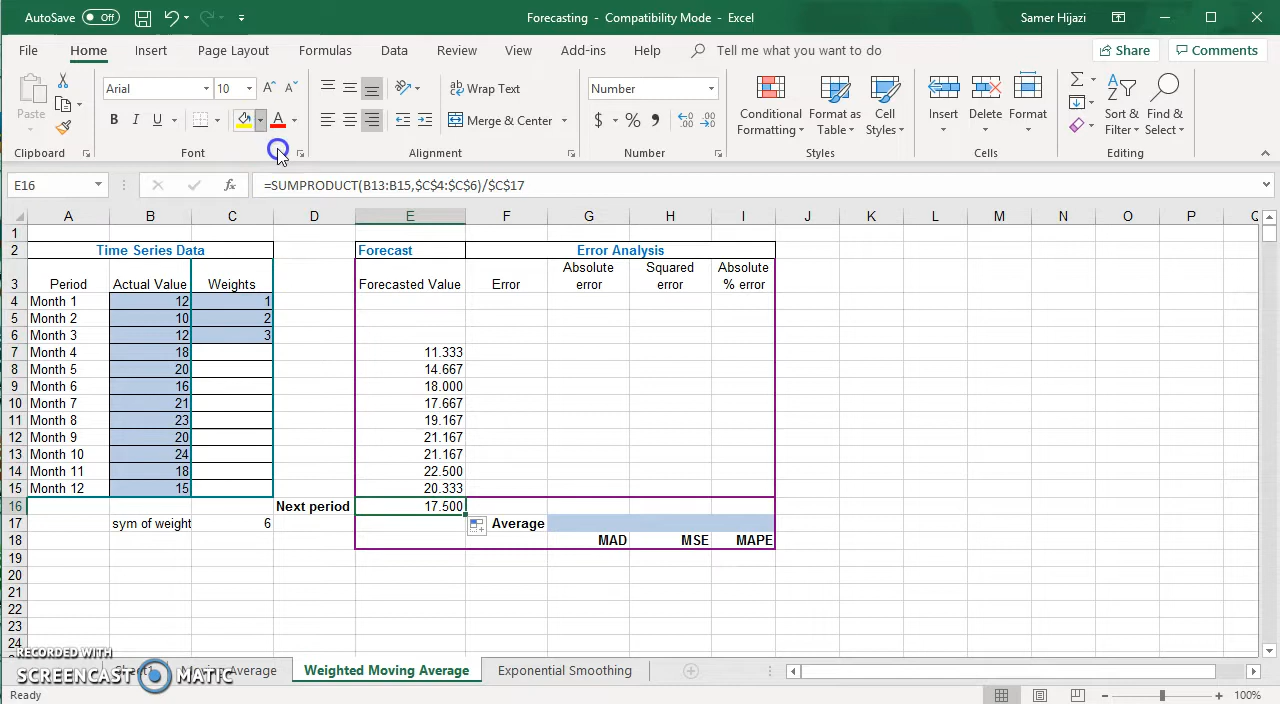 AutoSave Off Forecasting - Compatibility Mode - Excel Samer Hijazi
File Home Insert Page Layout Formulas Data Review View Add-ins Help Tell me what you want to do Share Comments
Paste Arial 10 Wrap Text Number Conditional Formatting Format as Table Cell Styles Insert Delete Format Sort & Filter Find & Select
B I U A Merge & Center $ % ,
Clipboard Font Alignment Number Styles Cells Editing
E16 fx =SUMPRODUCT(B13:B15,$C$4:$C$6)/$C$17
A B C D E F G H I J K L M N O P Q
1
2 Time Series Data Forecast Error Analysis
3 Period Actual Value Weights Forecasted Value Error Absolute error Squared error Absolute % error
4 Month 1 12 1
5 Month 2 10 2
6 Month 3 12 3
7 Month 4 18 11.333
8 Month 5 20 14.667
9 Month 6 16 18.000
10 Month 7 21 17.667
11 Month 8 23 19.167
12 Month 9 20 21.167
13 Month 10 24 21.167
14 Month 11 18 22.500
15 Month 12 15 20.333
16 Next period 17.500
17 sym of weight 6 Average
18 MAD MSE MAPE
19
20
21
22
23
24
RECORDED WITH
SCREENCAST MATIC
Average Weighted Moving Average Exponential Smoothing
Ready 100%